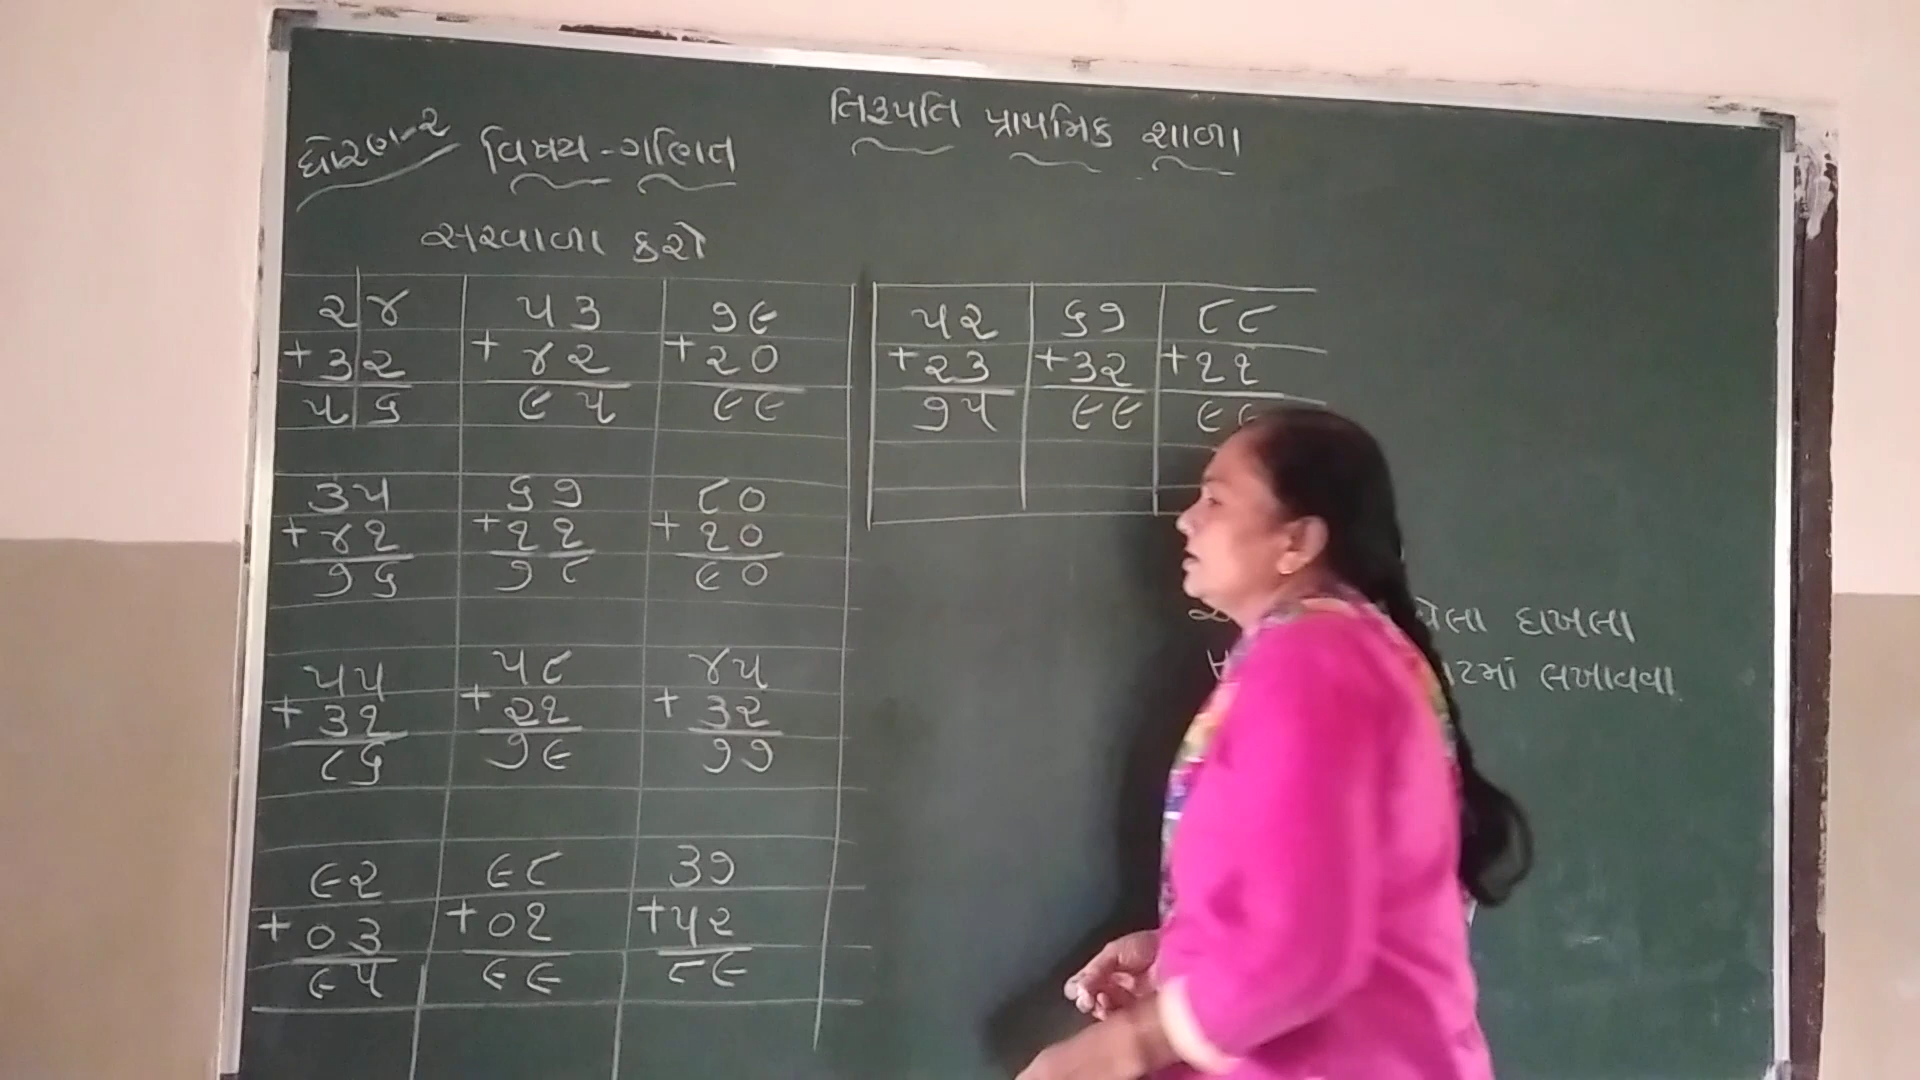 તિરૂપતિ પ્રાથમિક શાળા
ધોરણ-૨ વિષય-ગણિત
સરવાળા કરો
૨૪ ૫૩ ૭૯
+૩૨ +૪૨ +૨૦
૫૬ ૯૫ ૯૯
૩૫ ૬૭ ૮૦
+૪૧ +૧૧ +૧૦
૭૬ ૭૮ ૯૦
૫૫ ૫૮ ૪૫
+૩૧ +૨૧ +૩૨
૮૬ ૭૯ ૭૭
૯૨ ૯૮ ૩૭
+૦૩ +૦૧ +૫૨
૯૫ ૯૯ ૮૯
૫૨ ૬૭ ૮૮
+૨૩ +૩૨ +૧૧
૭૫ ૯૯ ૯૯
દાખલા
લખાવવા